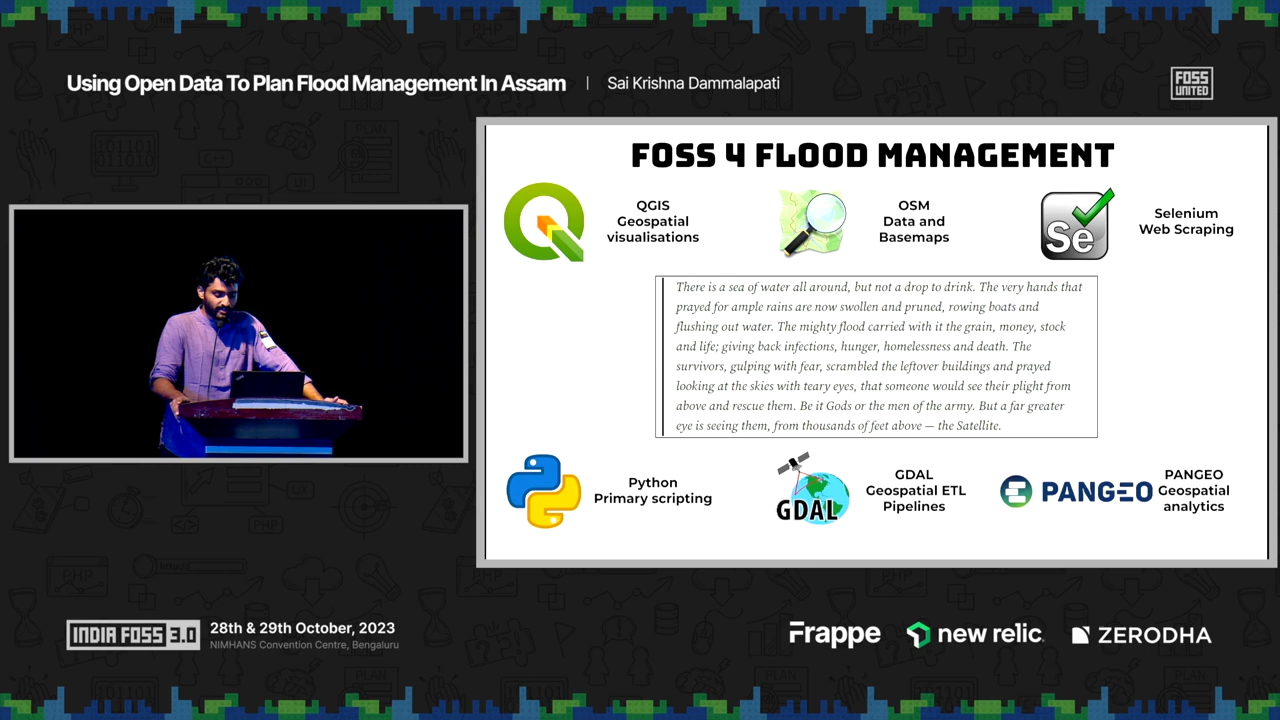 Using Open Data To Plan Flood Management In Assam | Sai Krishna Dammalapati
FOSS
UNITED
FOSS 4 FLOOD MANAGEMENT
QGIS
Geospatial
visualisations
OSM
Data and
Basemaps
Se
Selenium
Web Scraping
There is a sea of water all around, but not a drop to drink. The very hands that
prayed for ample rains are now swollen and pruned, rowing boats and
flushing out water. The mighty flood carried with it the grain, money, stock
and life; giving back infections, hunger, homelessness and death. The
survivors, gulping with fear, scrambled the leftover buildings and prayed
looking at the skies with teary eyes, that someone would see their plight from
above and rescue them. Be it Gods or the men of the army. But a far greater
eye is seeing them, from thousands of feet above — the Satellite.
Python
Primary scripting
GDAL
GDAL
Geospatial ETL
Pipelines
PANGEO
PANGEO
Geospatial
analytics
INDIA FOSS 3.0
28th & 29th October, 2023
NIMHANS Convention Centre, Bengaluru
Frappe
new relic
ZERODHA